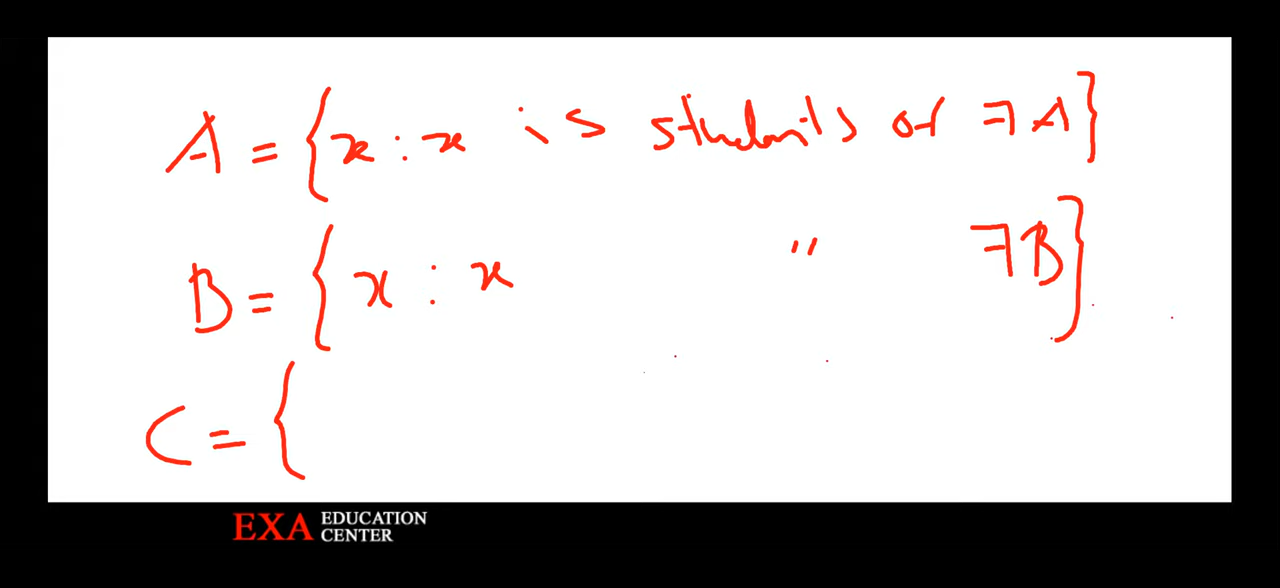 A = {x : x is students of 7A}
B = {x : x " 7B}
C = {
EXA EDUCATION CENTER